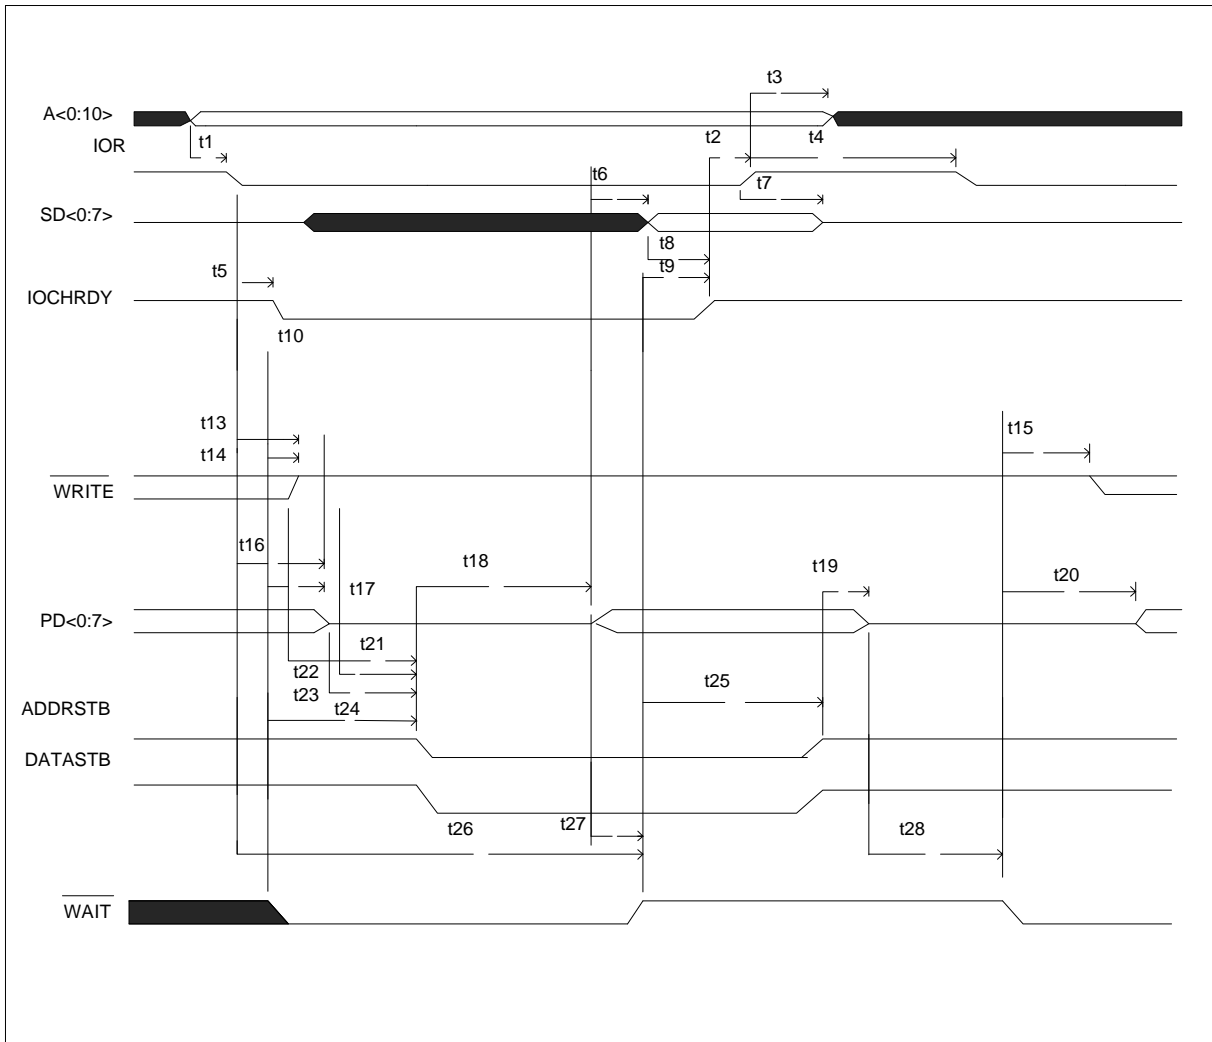 t3
A<0:10>
t1
t2
t4
IOR
t6
t7
SD<0:7>
t8
t9
t5
IOCHRDY
t10
t13
t14
t15
WRITE
t16
t17
t18
t19
t20
PD<0:7>
t21
t22
t23
t24
t25
ADDRSTB
DATASTB
t26
t27
t28
WAIT